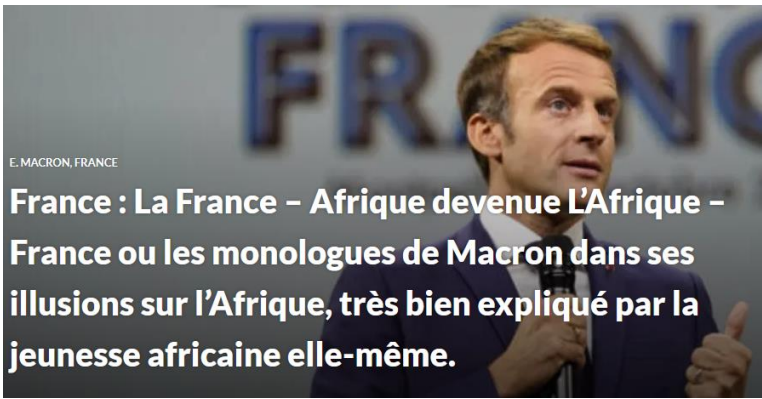 FRANC
E. MACRON, FRANCE
France : La France – Afrique devenue L’Afrique –
France ou les monologues de Macron dans ses
illusions sur l’Afrique, très bien expliqué par la
jeunesse africaine elle-même.